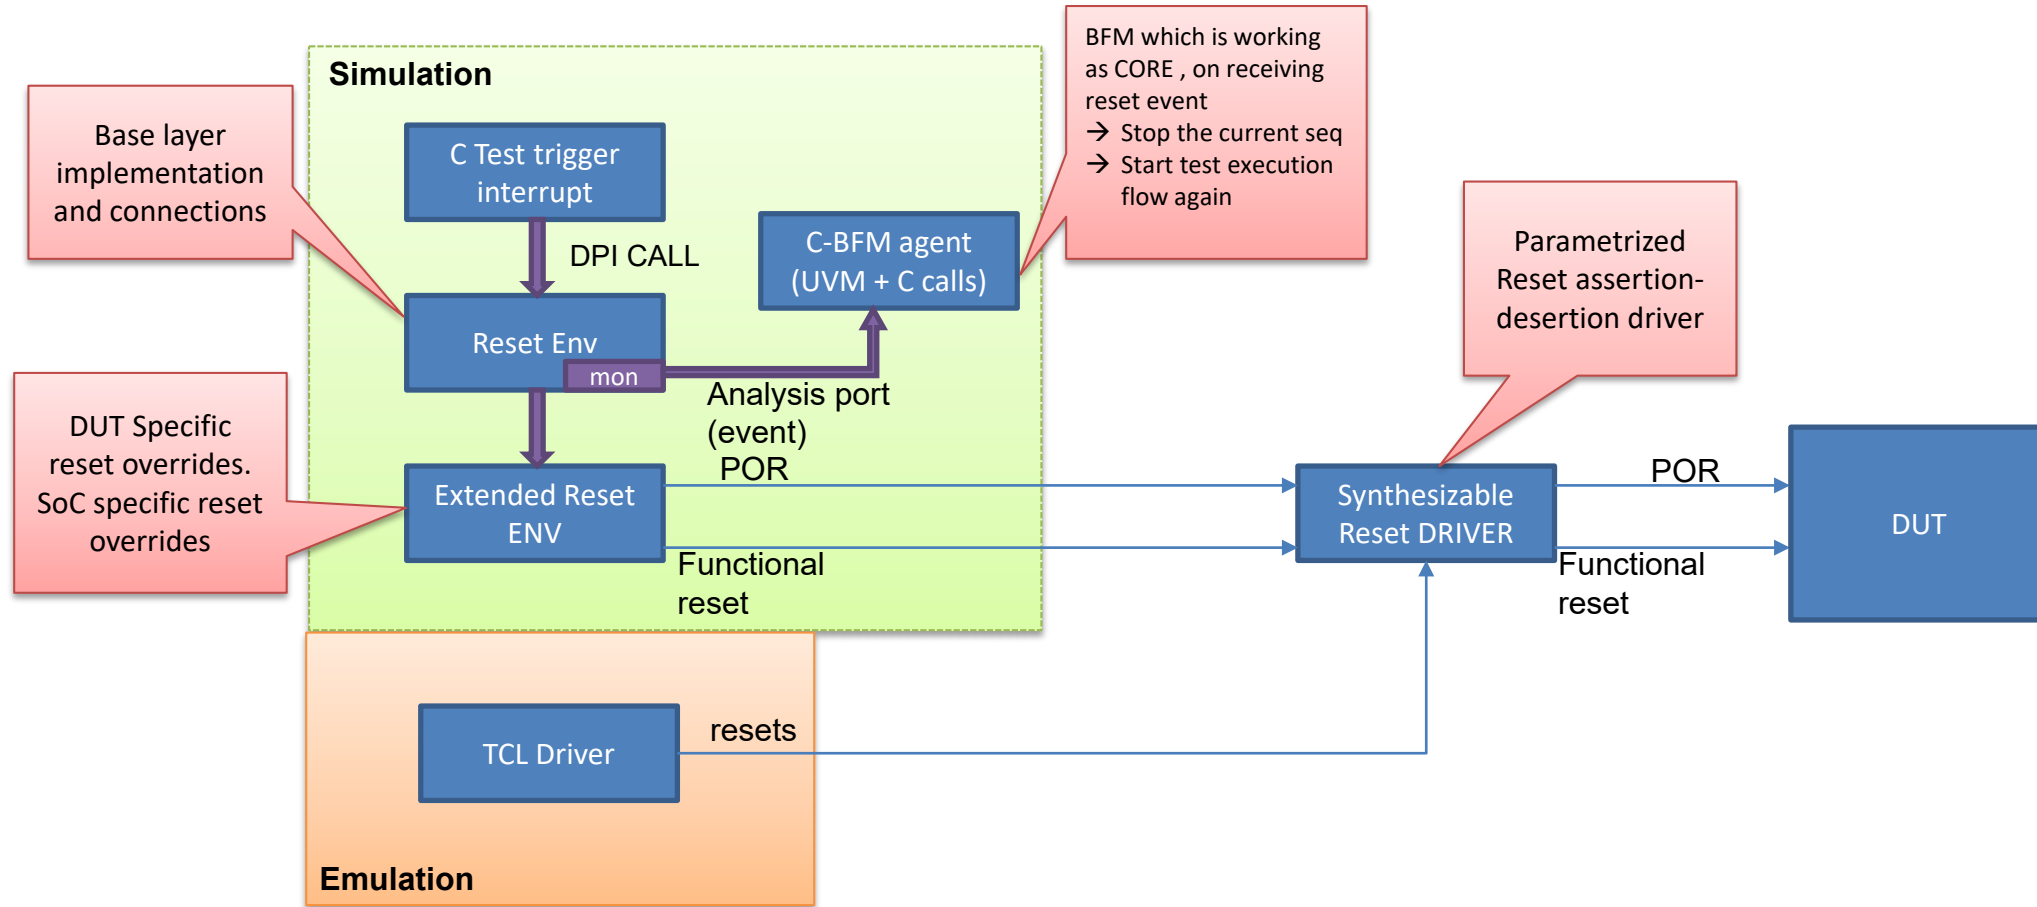 Simulation
BFM which is working
as CORE , on receiving
reset event
→ Stop the current seq
→ Start test execution
flow again
Base layer
implementation
and connections
C Test trigger
interrupt
DPI CALL
C-BFM agent
(UVM + C calls)
Parametrized
Reset assertion-
desertion driver
Reset Env
mon
Analysis port
(event)
POR
DUT Specific
reset overrides.
SoC specific reset
overrides
Extended Reset
ENV
Functional
reset
Synthesizable
Reset DRIVER
POR
Functional
reset
DUT
TCL Driver
resets
Emulation